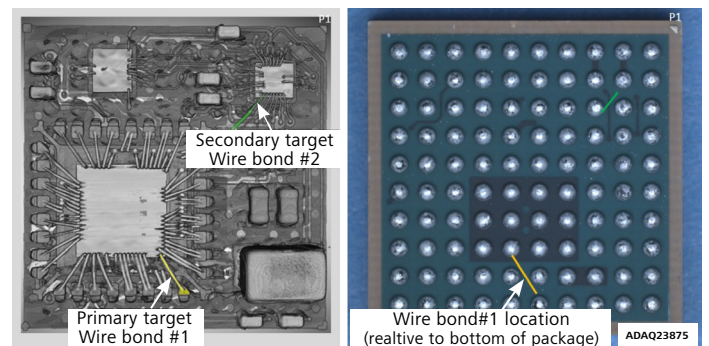 P1
P1
Secondary target
Wire bond #2
Primary target
Wire bond #1
Wire bond#1 location
(realtive to bottom of package)
ADAQ23875